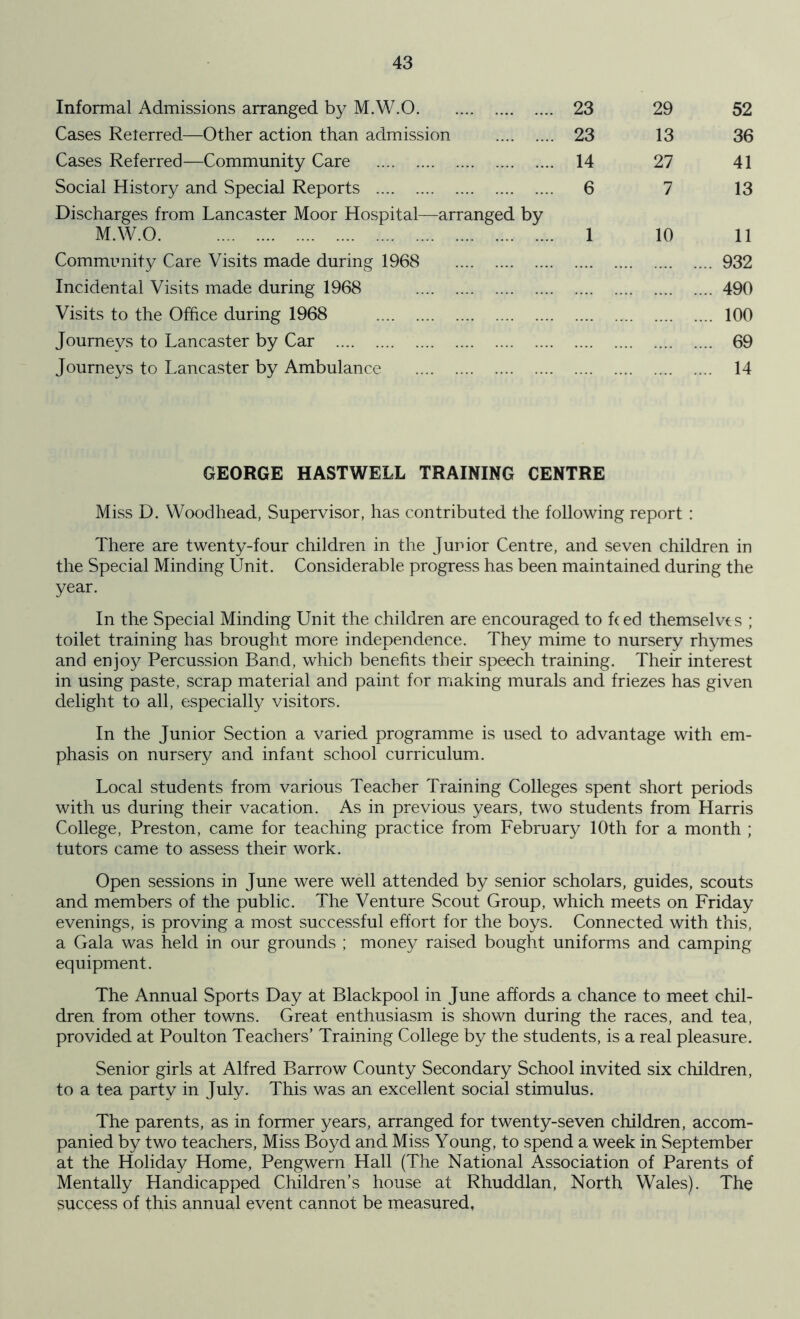 43
Informal Admissions arranged by M.W.O. .... .... .... 23 29 52
Cases Referred—Other action than admission .... .... 23 13 36
Cases Referred—Community Care .... .... .... .... .... 14 27 41
Social History and Special Reports .... .... .... .... .... 6 7 13
Discharges from Lancaster Moor Hospital—arranged by
M.W.O. .... .... .... .... .... .... .... .... .... 1 10 11
Community Care Visits made during 1968 .... .... .... .... .... .... .... 932
Incidental Visits made during 1968 .... .... .... .... .... .... .... .... 490
Visits to the Office during 1968 .... .... .... .... .... .... .... .... .... 100
Journeys to Lancaster by Car .... .... .... .... .... .... .... .... .... .... 69
Journeys to Lancaster by Ambulance .... .... .... .... .... .... .... .... 14
GEORGE HASTWELL TRAINING CENTRE
Miss D. Woodhead, Supervisor, has contributed the following report :
There are twenty-four children in the Junior Centre, and seven children in
the Special Minding Unit. Considerable progress has been maintained during the
year.
In the Special Minding Unit the children are encouraged to feed themselves ;
toilet training has brought more independence. They mime to nursery rhymes
and enjoy Percussion Band, which benefits their speech training. Their interest
in using paste, scrap material and paint for making murals and friezes has given
delight to all, especially visitors.
In the Junior Section a varied programme is used to advantage with em-
phasis on nursery and infant school curriculum.
Local students from various Teacher Training Colleges spent short periods
with us during their vacation. As in previous years, two students from Harris
College, Preston, came for teaching practice from February 10th for a month ;
tutors came to assess their work.
Open sessions in June were well attended by senior scholars, guides, scouts
and members of the public. The Venture Scout Group, which meets on Friday
evenings, is proving a most successful effort for the boys. Connected with this,
a Gala was held in our grounds ; money raised bought uniforms and camping
equipment.
The Annual Sports Day at Blackpool in June affords a chance to meet chil-
dren from other towns. Great enthusiasm is shown during the races, and tea,
provided at Poulton Teachers' Training College by the students, is a real pleasure.
Senior girls at Alfred Barrow County Secondary School invited six children,
to a tea party in July. This was an excellent social stimulus.
The parents, as in former years, arranged for twenty-seven children, accom-
panied by two teachers, Miss Boyd and Miss Young, to spend a week in September
at the Holiday Home, Pengwern Hall (The National Association of Parents of
Mentally Handicapped Children's house at Rhuddlan, North Wales). The
success of this annual event cannot be measured,